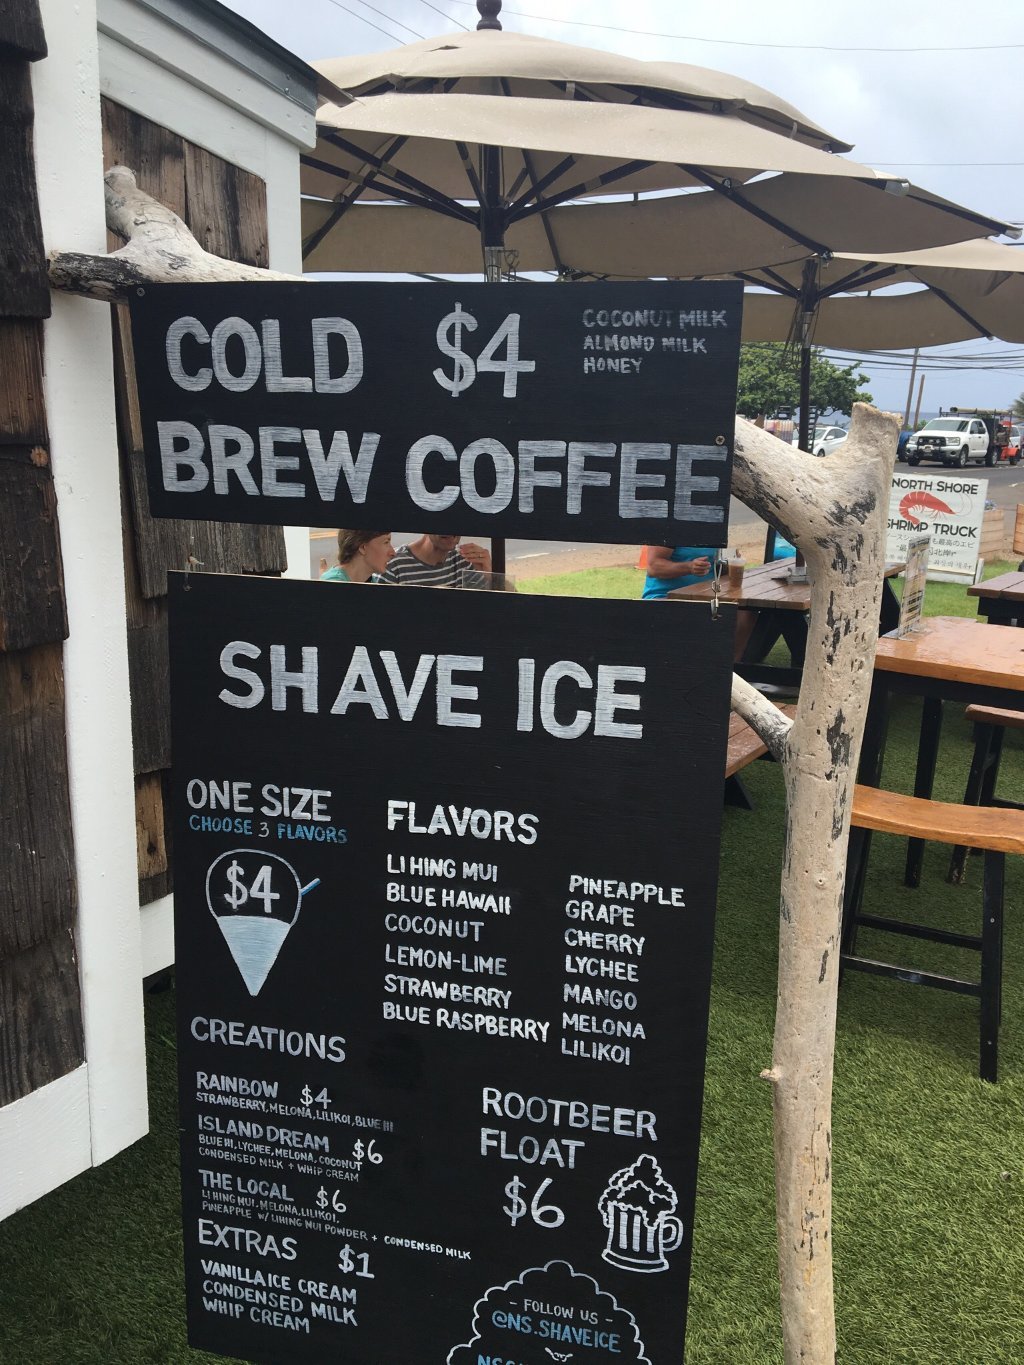 COLD $4
COCONUT MILK
ALMOND MILK
HONEY
BREW COFFEE
SHAVE ICE
ONE SIZE
CHOOSE 3 FLAVORS
$4
FLAVORS
LI HING MUI
BLUE HAWAII
COCONUT
LEMON-LIME
STRAWBERRY
BLUE RASPBERRY
PINEAPPLE
GRAPE
CHERRY
LYCHEE
MANGO
MELONA
LILIKOI
CREATIONS
RAINBOW $4
STRAWBERRY, MELONA, LILIKOI, BLUE HI
ISLAND DREAM $6
BLUE HI, LYCHEE, MELONA, COCONUT
CONDENSED MILK + WHIP CREAM
THE LOCAL $6
LI HING MUI, MELONA, LILIKOI,
PINEAPPLE W/ LIHING MUI POWDER + CONDENSED MILK
EXTRAS $1
VANILLA ICE CREAM
CONDENSED MILK
WHIP CREAM
ROOTBEER
FLOAT
$6
- FOLLOW US -
@NS.SHAVEICE
NORTH SHORE
SHRIMP TRUCK